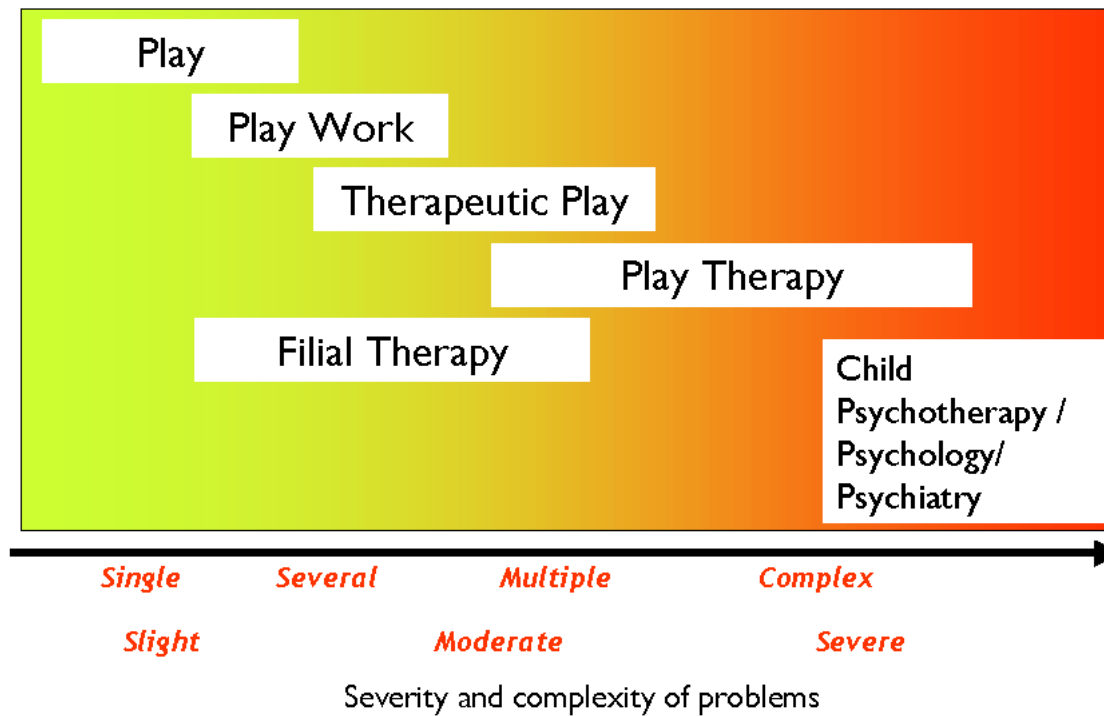 Play
Play Work
Therapeutic Play
Play Therapy
Filial Therapy
Child
Psychotherapy /
Psychology/
Psychiatry
Single Several Multiple Complex
Slight Moderate Severe
Severity and complexity of problems